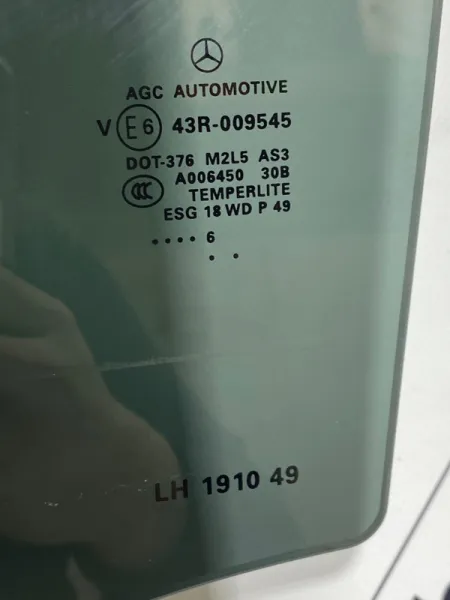 AGC AUTOMOTIVE
V E6 43R-009545
DOT-376 M2L5 AS3
A006450 30B
CCC TEMPERLITE
ESG 18 WD P 49
•••• 6
• •
LH 1910 49